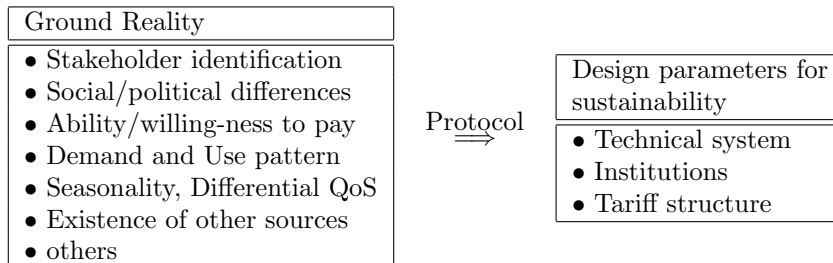 Ground Reality
• Stakeholder identification
• Social/political differences
• Ability/willing-ness to pay
• Demand and Use pattern
• Seasonality, Differential QoS
• Existence of other sources
• others
Protocol
⟹
Design parameters for
sustainability
• Technical system
• Institutions
• Tariff structure